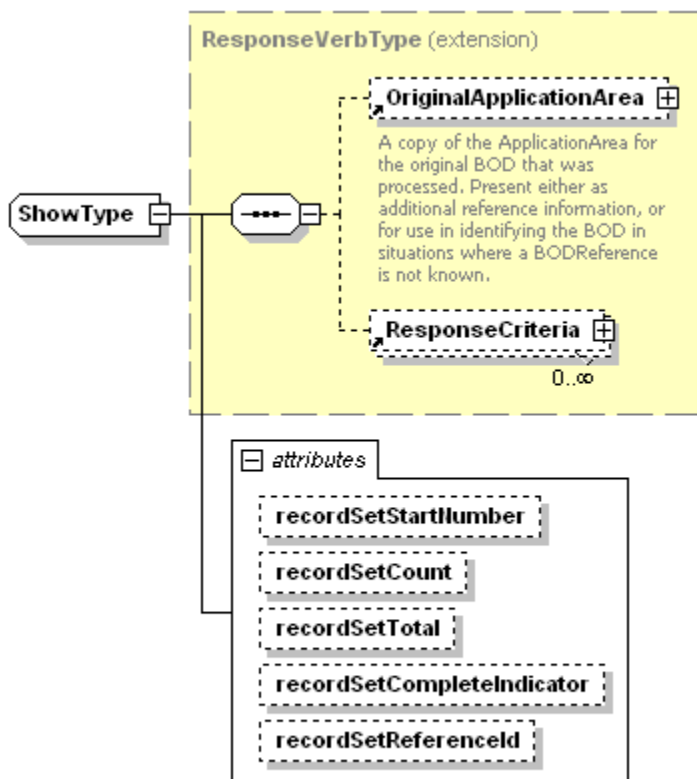 ResponseVerbType (extension)
OriginalApplicationArea
A copy of the ApplicationArea for
the original BOD that was
processed. Present either as
additional reference information, or
for use in identifying the BOD in
situations where a BODReference
is not known.
ShowType
ResponseCriteria
0..∞
attributes
recordSetStartNumber
recordSetCount
recordSetTotal
recordSetCompleteIndicator
recordSetReferenceId